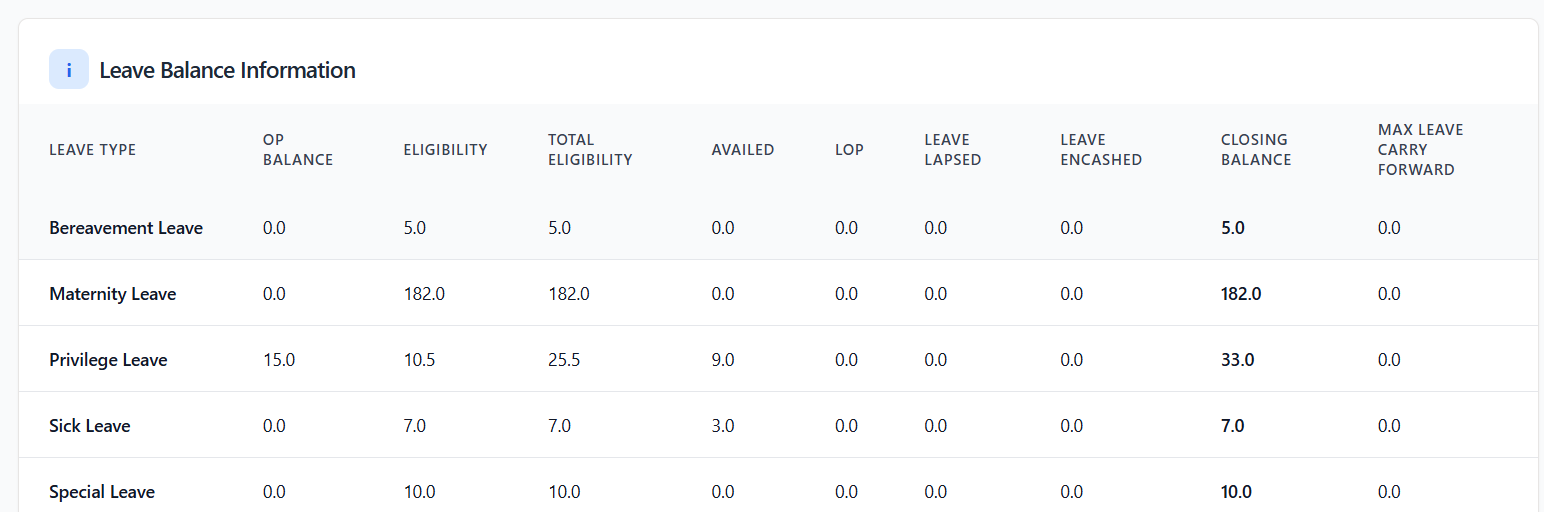 i Leave Balance Information
LEAVE TYPE OP BALANCE ELIGIBILITY TOTAL ELIGIBILITY AVAILED LOP LEAVE LAPSED LEAVE ENCASHED CLOSING BALANCE MAX LEAVE CARRY FORWARD
Bereavement Leave 0.0 5.0 5.0 0.0 0.0 0.0 0.0 5.0 0.0
Maternity Leave 0.0 182.0 182.0 0.0 0.0 0.0 0.0 182.0 0.0
Privilege Leave 15.0 10.5 25.5 9.0 0.0 0.0 0.0 33.0 0.0
Sick Leave 0.0 7.0 7.0 3.0 0.0 0.0 0.0 7.0 0.0
Special Leave 0.0 10.0 10.0 0.0 0.0 0.0 0.0 10.0 0.0